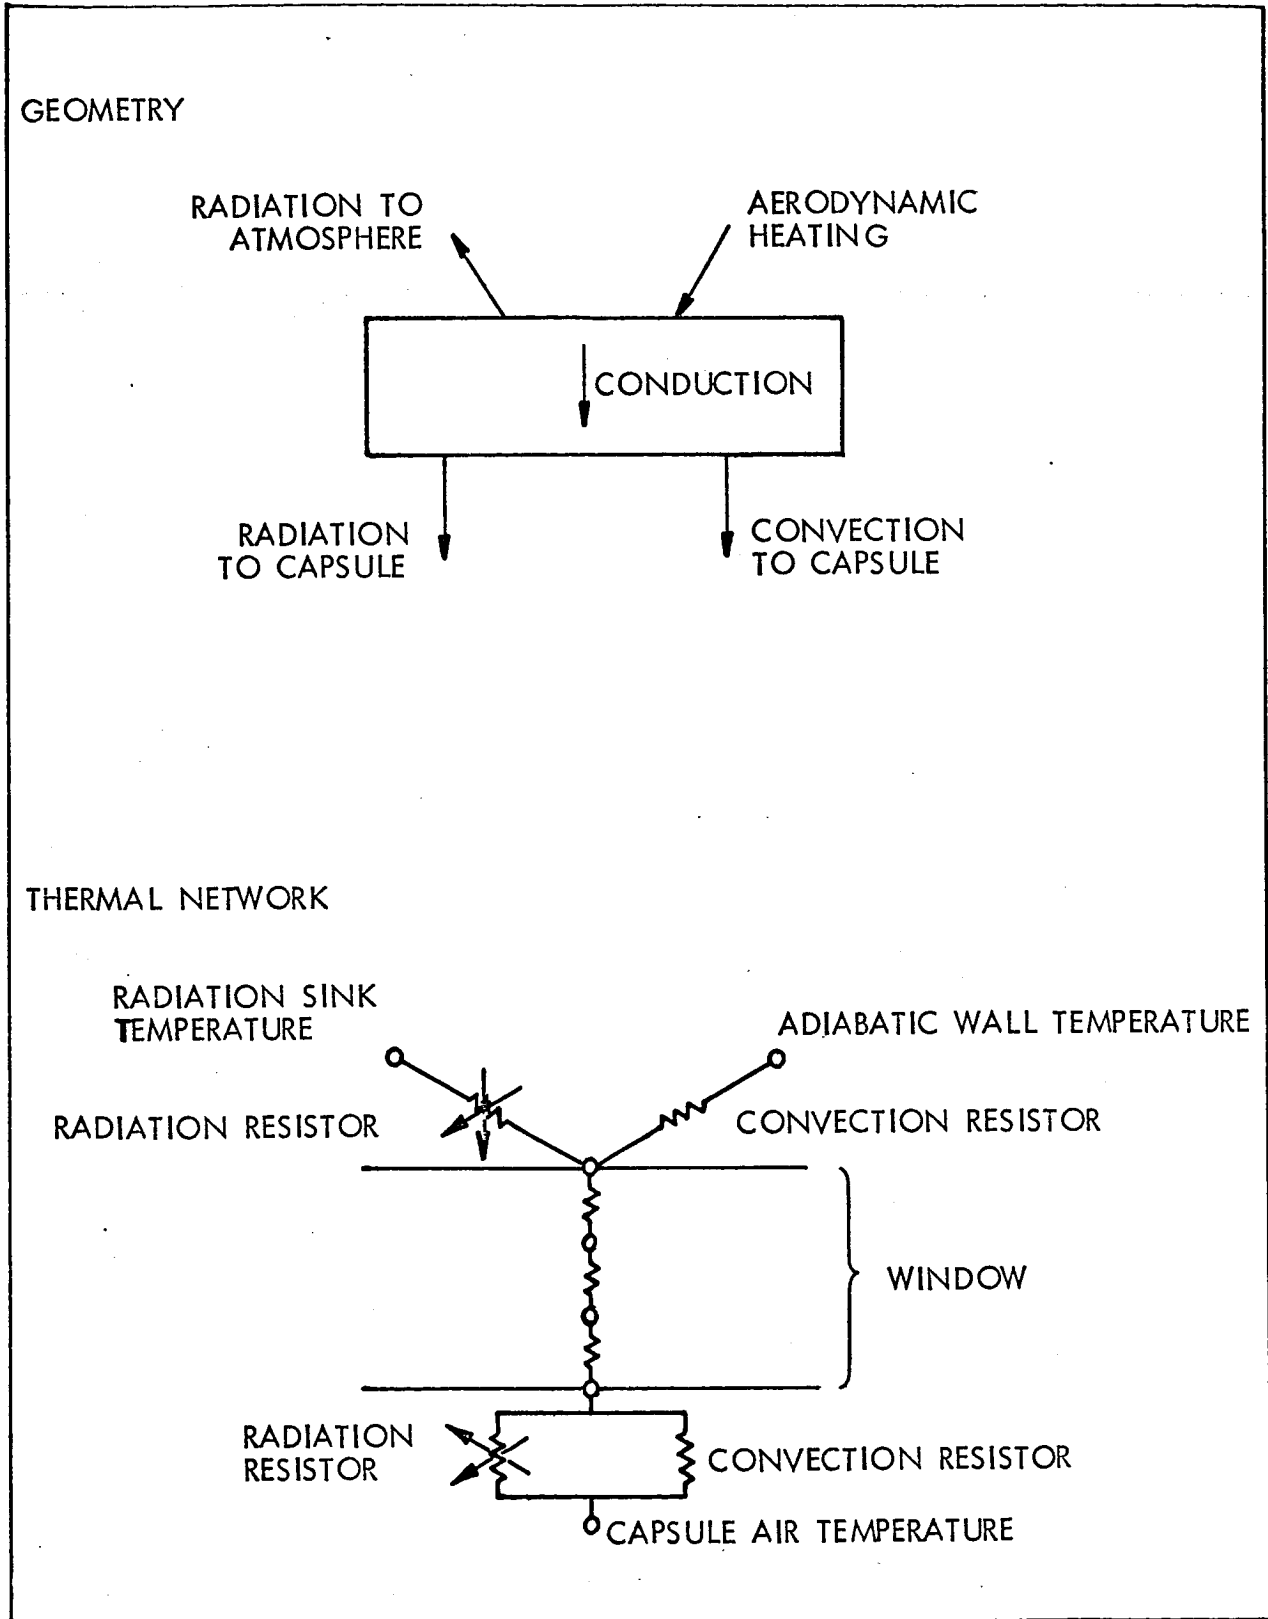 GEOMETRY
RADIATION TO
ATMOSPHERE
AERODYNAMIC
HEATING
CONDUCTION
RADIATION
TO CAPSULE
CONVECTION
TO CAPSULE
THERMAL NETWORK
RADIATION SINK
TEMPERATURE
ADIABATIC WALL TEMPERATURE
RADIATION RESISTOR
CONVECTION RESISTOR
WINDOW
RADIATION
RESISTOR
CONVECTION RESISTOR
CAPSULE AIR TEMPERATURE